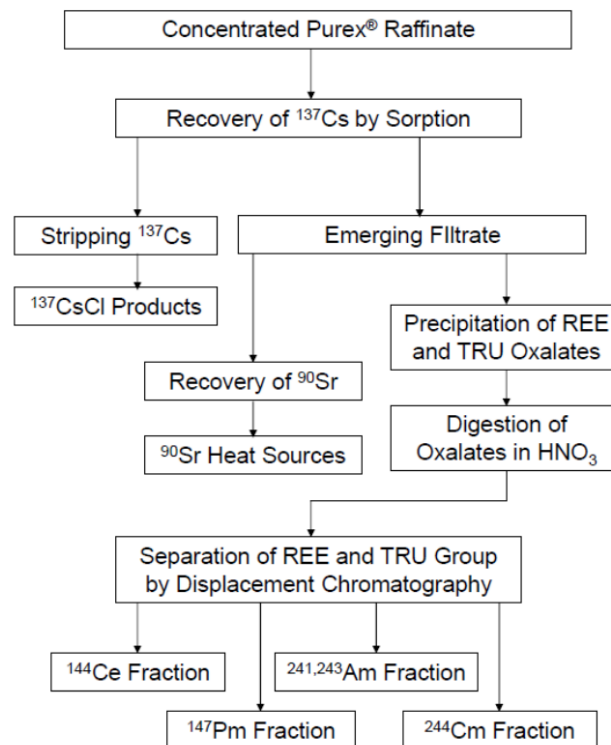 Concentrated Purex® Raffinate
Recovery of ¹³⁷Cs by Sorption
Stripping ¹³⁷Cs
Emerging FIltrate
¹³⁷CsCl Products
Precipitation of REE
and TRU Oxalates
Recovery of ⁹⁰Sr
Digestion of
Oxalates in HNO₃
⁹⁰Sr Heat Sources
Separation of REE and TRU Group
by Displacement Chromatography
¹⁴⁴Ce Fraction
²⁴¹,²⁴³Am Fraction
¹⁴⁷Pm Fraction
²⁴⁴Cm Fraction